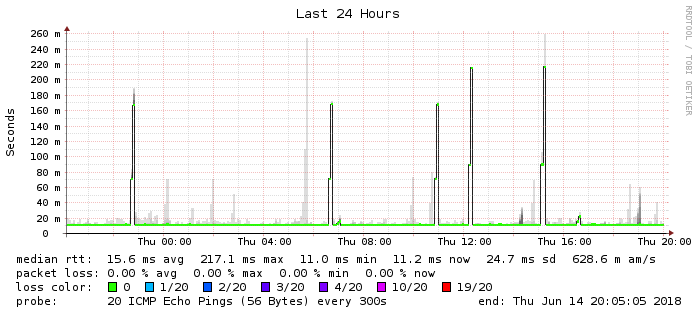 Last 24 Hours
RRDTOOL / TOBI OETIKER
Seconds
260 m
240 m
220 m
200 m
180 m
160 m
140 m
120 m
100 m
80 m
60 m
40 m
20 m
0
Thu 00:00 Thu 04:00 Thu 08:00 Thu 12:00 Thu 16:00 Thu 20:00
median rtt: 15.6 ms avg 217.1 ms max 11.0 ms min 11.2 ms now 24.7 ms sd 628.6 m am/s
packet loss: 0.00 % avg 0.00 % max 0.00 % min 0.00 % now
loss color: 0 1/20 2/20 3/20 4/20 10/20 19/20
probe: 20 ICMP Echo Pings (56 Bytes) every 300s end: Thu Jun 14 20:05:05 2018